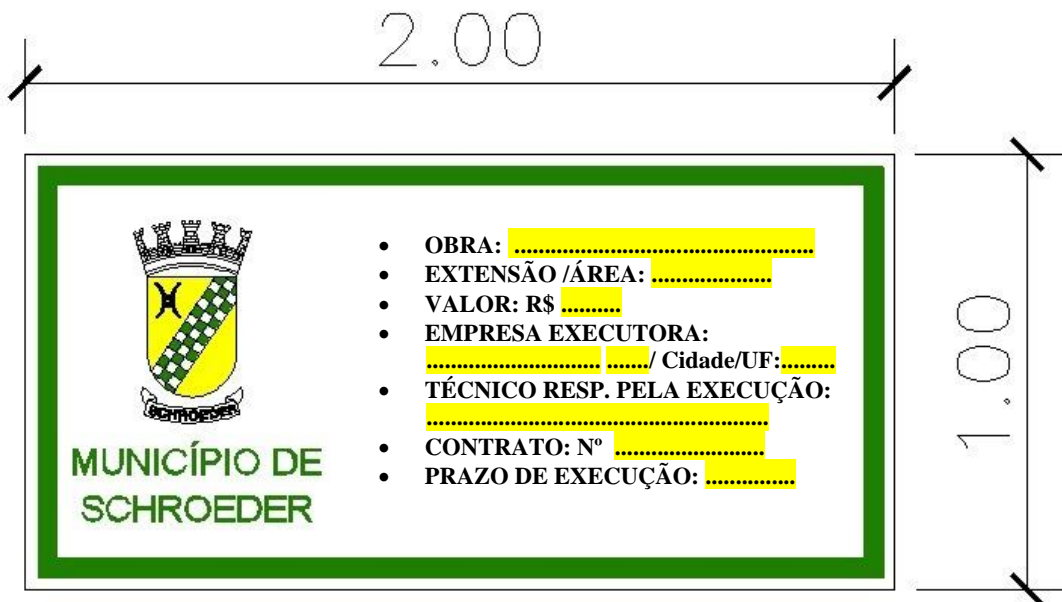 2.00
SCHROEDER
MUNICÍPIO DE
SCHROEDER
• OBRA: .................................................
• EXTENSÃO /ÁREA: ....................
• VALOR: R$ ..........
• EMPRESA EXECUTORA:
............................. ......./ Cidade/UF:.........
• TÉCNICO RESP. PELA EXECUÇÃO:
.........................................................
• CONTRATO: Nº .........................
• PRAZO DE EXECUÇÃO: ...............
1.00